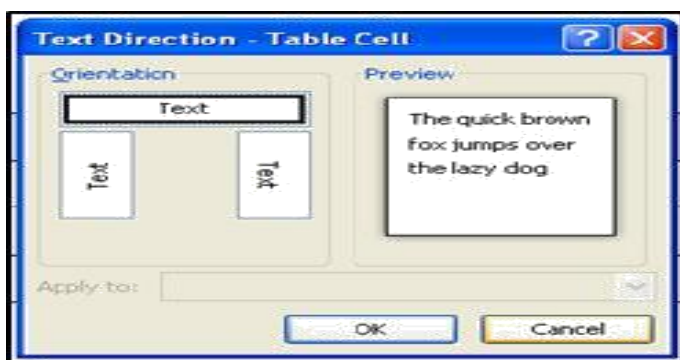 Text Direction - Table Cell
Orientation
Text
Text
Text
Preview
The quick brown
fox jumps over
the lazy dog
Apply to:
OK
Cancel